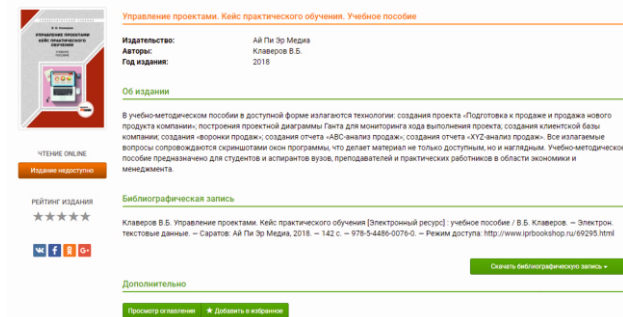 Управление проектами. Кейс практического обучения. Учебное пособие
Издательство: Ай Пи Эр Медиа
Авторы: Клаверов В.Б.
Год издания: 2018
УПРАВЛЕНИЕ ПРОЕКТАМИ
КЕЙС ПРАКТИЧЕСКОГО
ОБУЧЕНИЯ
Об издании
В учебно-методическом пособии в доступной форме излагаются технологии: создания проекта «Подготовка к продаже и продажа нового
продукта компании»; построения проектной диаграммы Ганта для мониторинга хода выполнения проекта; создания клиентской базы
компании; создания «воронки продаж»; создания отчета «ABC-анализ продаж»; создания отчета «XYZ-анализ продаж». Все излагаемые
вопросы сопровождаются скриншотами окон программы, что делает материал не только доступным, но и наглядным. Учебно-методическое
пособие предназначено для студентов и аспирантов вузов, преподавателей и практических работников в области экономики и
менеджмента.
ЧТЕНИЕ ONLINE
Издание недоступно
РЕЙТИНГ ИЗДАНИЯ
Библиографическая запись
Клаверов В.Б. Управление проектами. Кейс практического обучения [Электронный ресурс] : учебное пособие / В.Б. Клаверов. — Электрон.
текстовые данные. — Саратов: Ай Пи Эр Медиа, 2018. — 142 c. — 978-5-4486-0076-0. — Режим доступа: http://www.iprbookshop.ru/69295.html
Скачать библиографическую запись
Дополнительно
Просмотр оглавления
Добавить в избранное